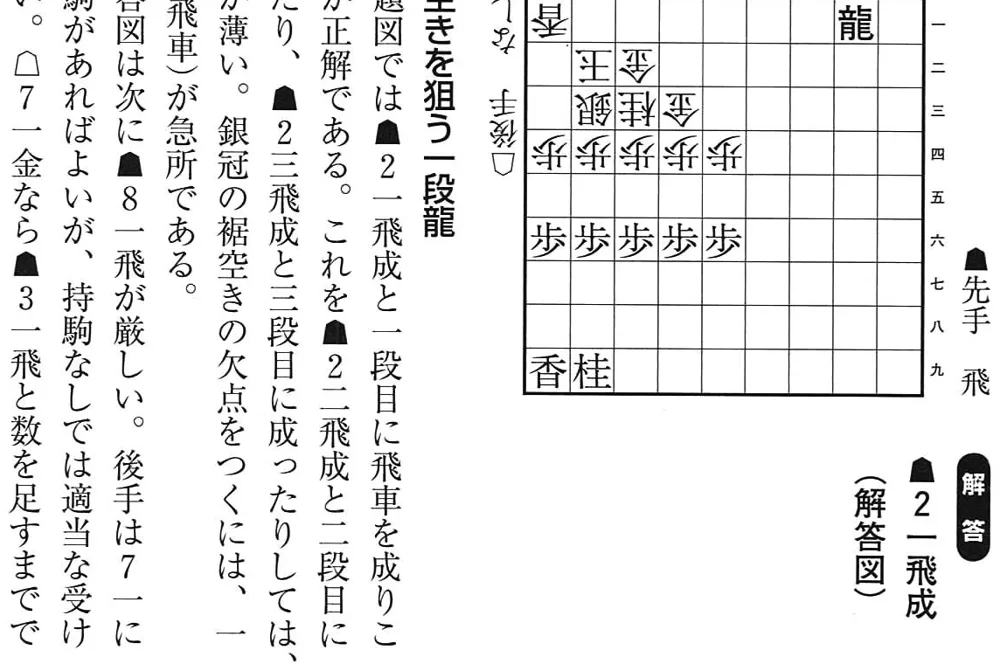 解答
▲2一飛成
(解答図)
▲先手 飛
一
二
三
四
五
六
七
八
九
龍
香
金
王
金
桂
銀
歩
歩
歩
歩
歩
歩
歩
歩
歩
歩
桂
香
△後手 なし
空きを狙う一段龍
題図では▲2一飛成と一段目に飛車を成りこ
が正解である。これを▲2二飛成と二段目に
たり、▲2三飛成と三段目に成ったりしては、
が薄い。銀冠の裾空きの欠点をつくには、一
飛車)が急所である。
答図は次に▲8一飛が厳しい。後手は7一に
駒があればよいが、持駒なしでは適当な受け
い。△7一金なら▲3一飛と数を足すまでで